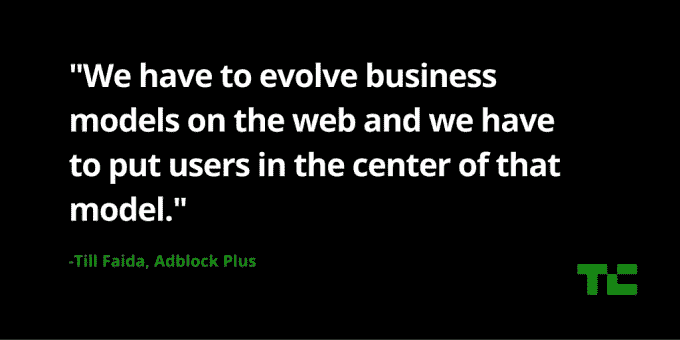 "We have to evolve business
models on the web and we have
to put users in the center of that
model."
-Till Faida, Adblock Plus
TC